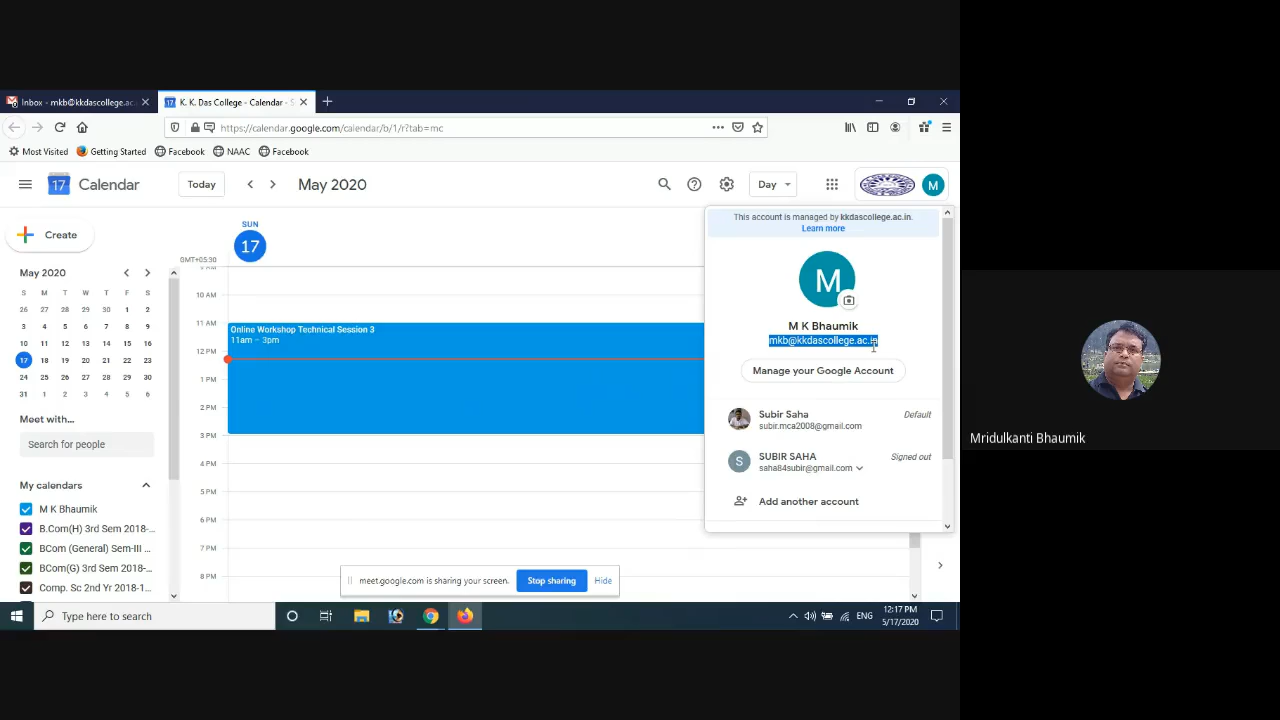 Inbox - mkb@kkdascollege.ac.
K. K. Das College - Calendar - S
https://calendar.google.com/calendar/b/1/r?tab=mc
Most Visited
Getting Started
Facebook
NAAC
Facebook
17
Calendar
Today
May 2020
Day
M
Create
SUN
17
GMT+05:30
This account is managed by kkdascollege.ac.in.
Learn more
M
M K Bhaumik
mkb@kkdascollege.ac.in
Manage your Google Account
Subir Saha
Default
subir.mca2008@gmail.com
S
SUBIR SAHA
Signed out
saha84subir@gmail.com
Add another account
May 2020
S M T W T F S
26 27 28 29 30 1 2
3 4 5 6 7 8 9
10 11 12 13 14 15 16
17 18 19 20 21 22 23
24 25 26 27 28 29 30
31 1 2 3 4 5 6
Meet with...
Search for people
My calendars
M K Bhaumik
B.Com(H) 3rd Sem 2018-...
BCom (General) Sem-III ...
BCom(G) 3rd Sem 2018-...
Comp. Sc 2nd Yr 2018-1...
9 AM
10 AM
11 AM
Online Workshop Technical Session 3
11am – 3pm
12 PM
1 PM
2 PM
3 PM
4 PM
5 PM
6 PM
7 PM
8 PM
meet.google.com is sharing your screen.
Stop sharing
Hide
Type here to search
ENG
12:17 PM
5/17/2020
Mridulkanti Bhaumik